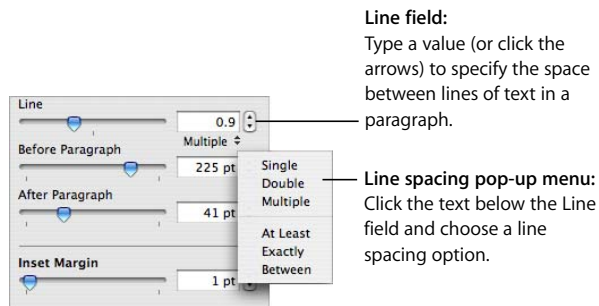 Line field:
Type a value (or click the
arrows) to specify the space
between lines of text in a
paragraph.
Line
0.9
Multiple
Before Paragraph
225 pt
After Paragraph
41 pt
Inset Margin
1 pt
Single
Double
Multiple
At Least
Exactly
Between
Line spacing pop-up menu:
Click the text below the Line
field and choose a line
spacing option.